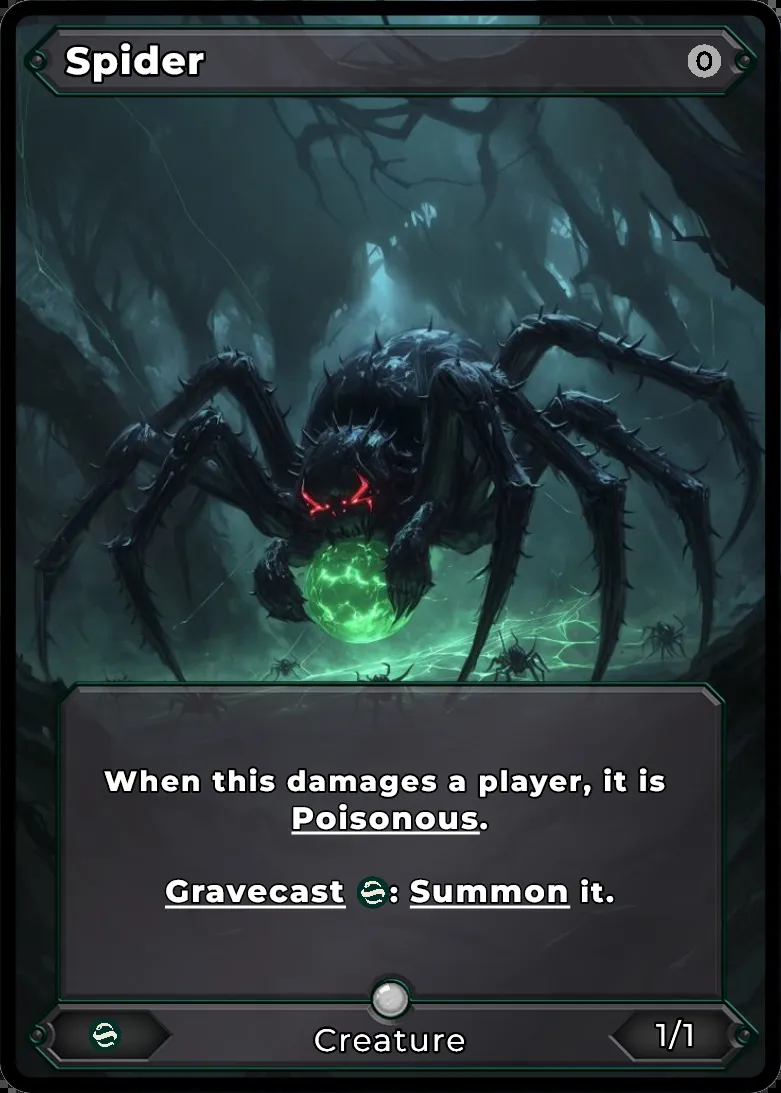 Spider
0
When this damages a player, it is
Poisonous.
Gravecast : Summon it.
Creature
1/1